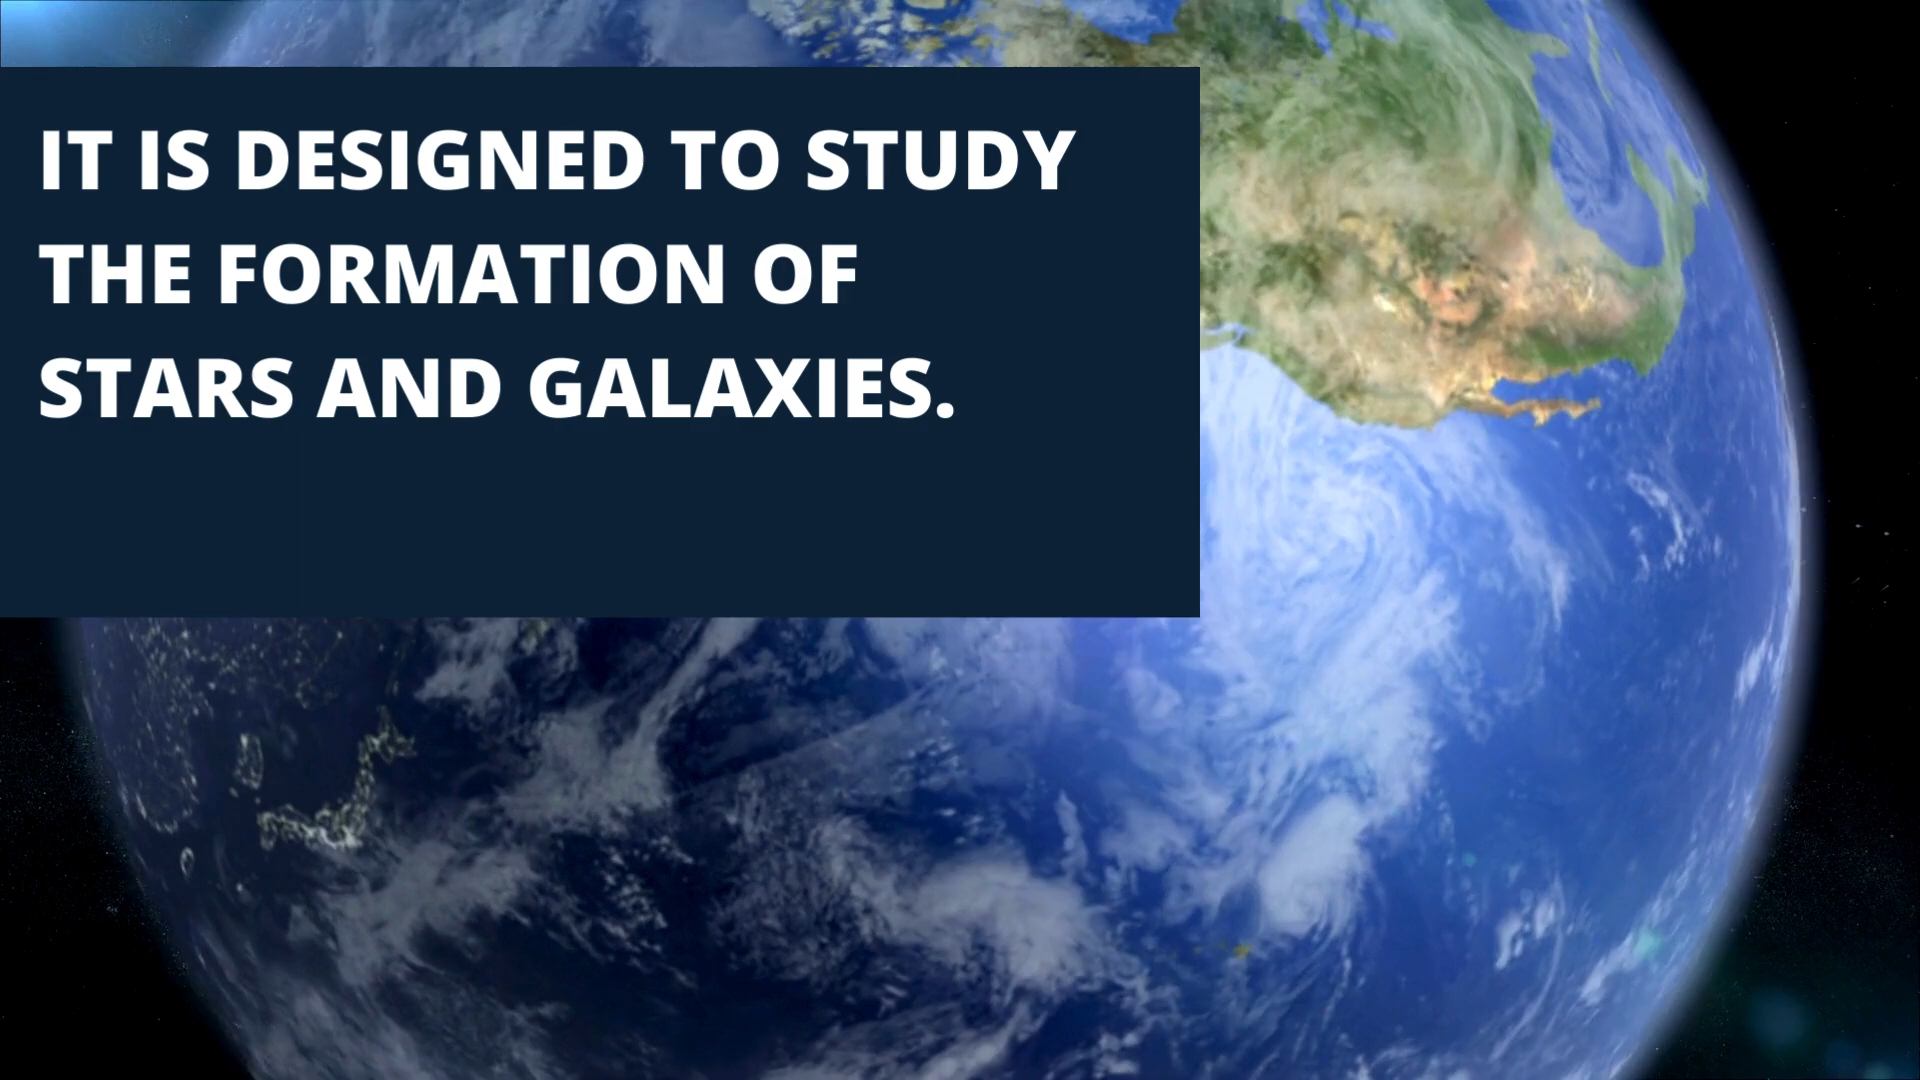 IT IS DESIGNED TO STUDY
THE FORMATION OF
STARS AND GALAXIES.